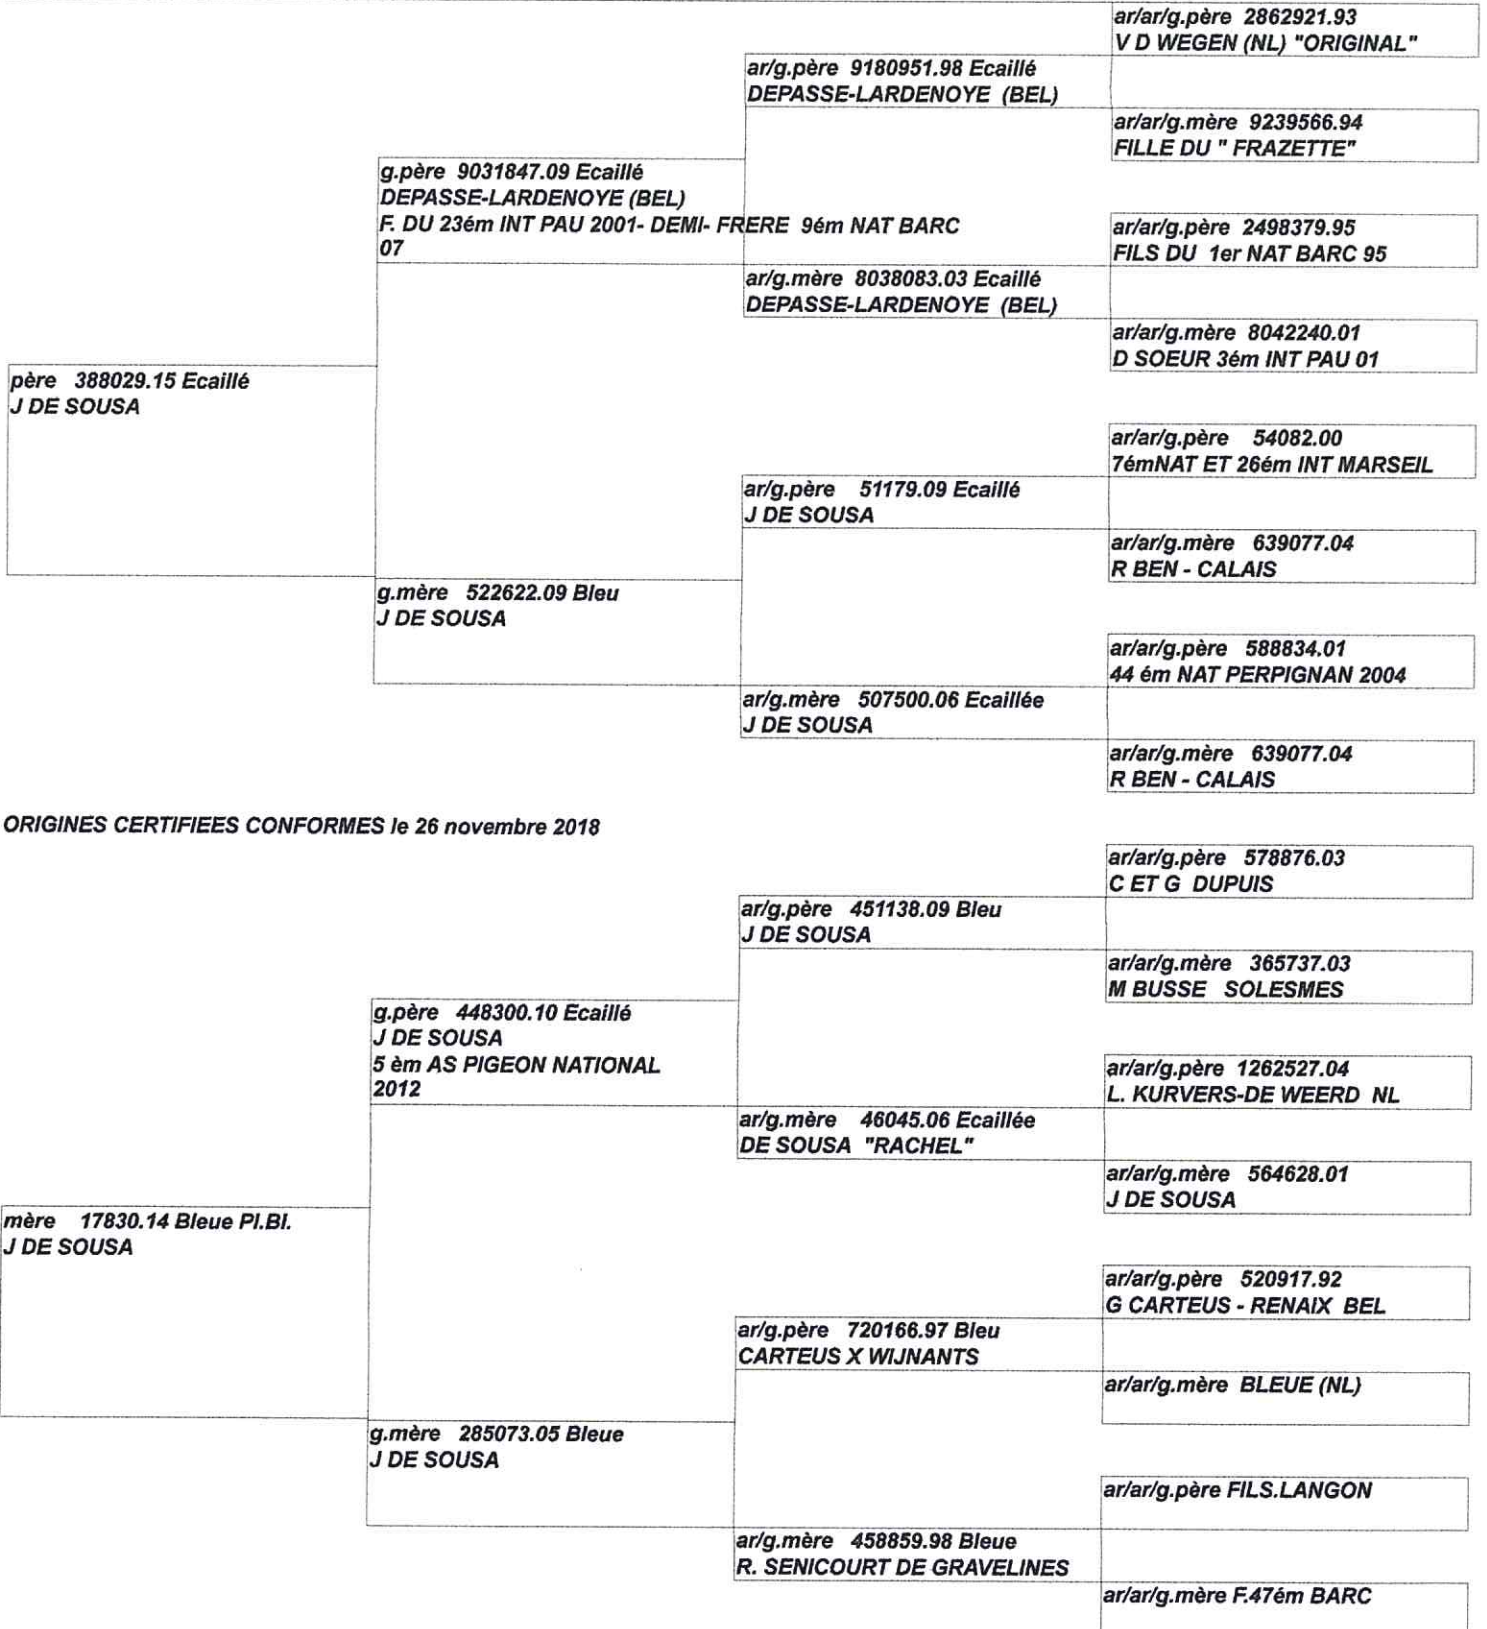 ar/ar/g.père 2862921.93
V D WEGEN (NL) "ORIGINAL"
ar/g.père 9180951.98 Ecaillé
DEPASSE-LARDENOYE (BEL)
ar/ar/g.mère 9239566.94
FILLE DU " FRAZETTE"
g.père 9031847.09 Ecaillé
DEPASSE-LARDENOYE (BEL)
F. DU 23ém INT PAU 2001- DEMI- FRERE 9ém NAT BARC
07
ar/ar/g.père 2498379.95
FILS DU 1er NAT BARC 95
ar/g.mère 8038083.03 Ecaillé
DEPASSE-LARDENOYE (BEL)
ar/ar/g.mère 8042240.01
D SOEUR 3ém INT PAU 01
père 388029.15 Ecaillé
J DE SOUSA
ar/ar/g.père 54082.00
7émNAT ET 26ém INT MARSEIL
ar/g.père 51179.09 Ecaillé
J DE SOUSA
ar/ar/g.mère 639077.04
R BEN - CALAIS
g.mère 522622.09 Bleu
J DE SOUSA
ar/ar/g.père 588834.01
44 ém NAT PERPIGNAN 2004
ar/g.mère 507500.06 Ecaillée
J DE SOUSA
ar/ar/g.mère 639077.04
R BEN - CALAIS
ORIGINES CERTIFIEES CONFORMES le 26 novembre 2018
ar/ar/g.père 578876.03
C ET G DUPUIS
ar/g.père 451138.09 Bleu
J DE SOUSA
ar/ar/g.mère 365737.03
M BUSSE SOLESMES
g.père 448300.10 Ecaillé
J DE SOUSA
5 èm AS PIGEON NATIONAL
2012
ar/ar/g.père 1262527.04
L. KURVERS-DE WEERD NL
ar/g.mère 46045.06 Ecaillée
DE SOUSA "RACHEL"
ar/ar/g.mère 564628.01
J DE SOUSA
mère 17830.14 Bleue Pl.Bl.
J DE SOUSA
ar/ar/g.père 520917.92
G CARTEUS - RENAIX BEL
ar/g.père 720166.97 Bleu
CARTEUS X WIJNANTS
ar/ar/g.mère BLEUE (NL)
g.mère 285073.05 Bleue
J DE SOUSA
ar/ar/g.père FILS.LANGON
ar/g.mère 458859.98 Bleue
R. SENICOURT DE GRAVELINES
ar/ar/g.mère F.47ém BARC